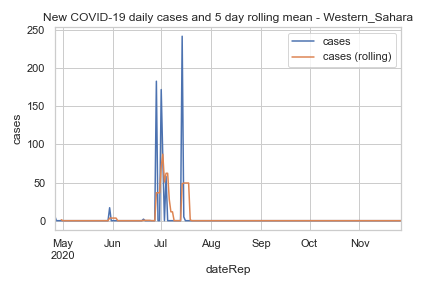 New COVID-19 daily cases and 5 day rolling mean - Western_Sahara
cases
cases (rolling)
250
200
150
100
50
0
cases
May Jun Jul Aug Sep Oct Nov
2020
dateRep